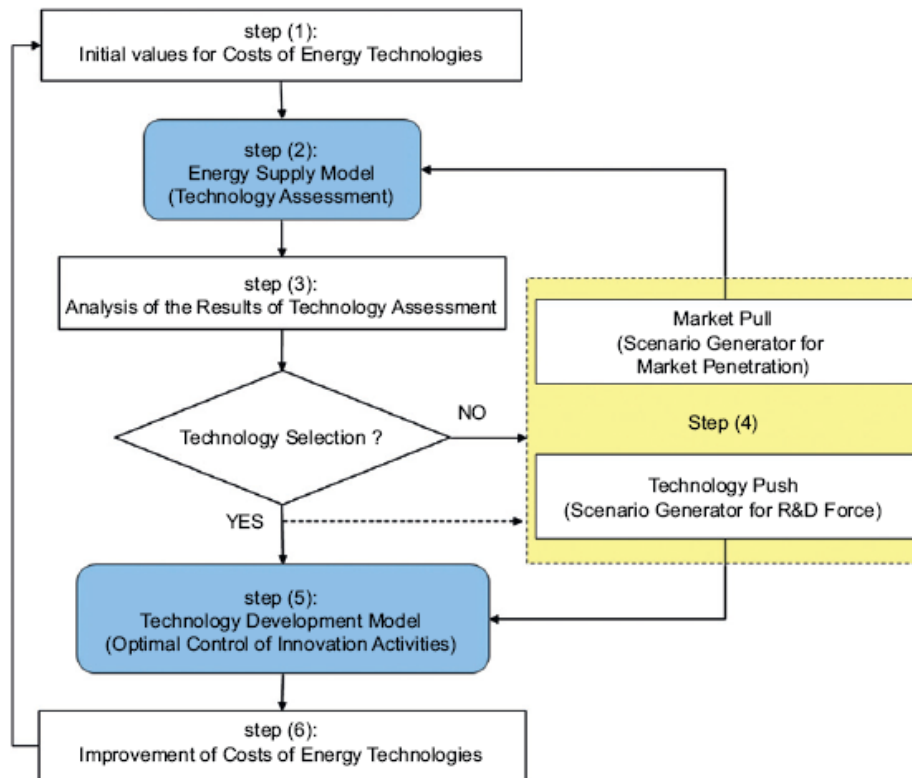 step (1):
Initial values for Costs of Energy Technologies
step (2):
Energy Supply Model
(Technology Assessment)
step (3):
Analysis of the Results of Technology Assessment
Market Pull
(Scenario Generator for
Market Penetration)
NO
Technology Selection ?
Step (4)
Technology Push
(Scenario Generator for R&D Force)
YES
step (5):
Technology Development Model
(Optimal Control of Innovation Activities)
step (6):
Improvement of Costs of Energy Technologies